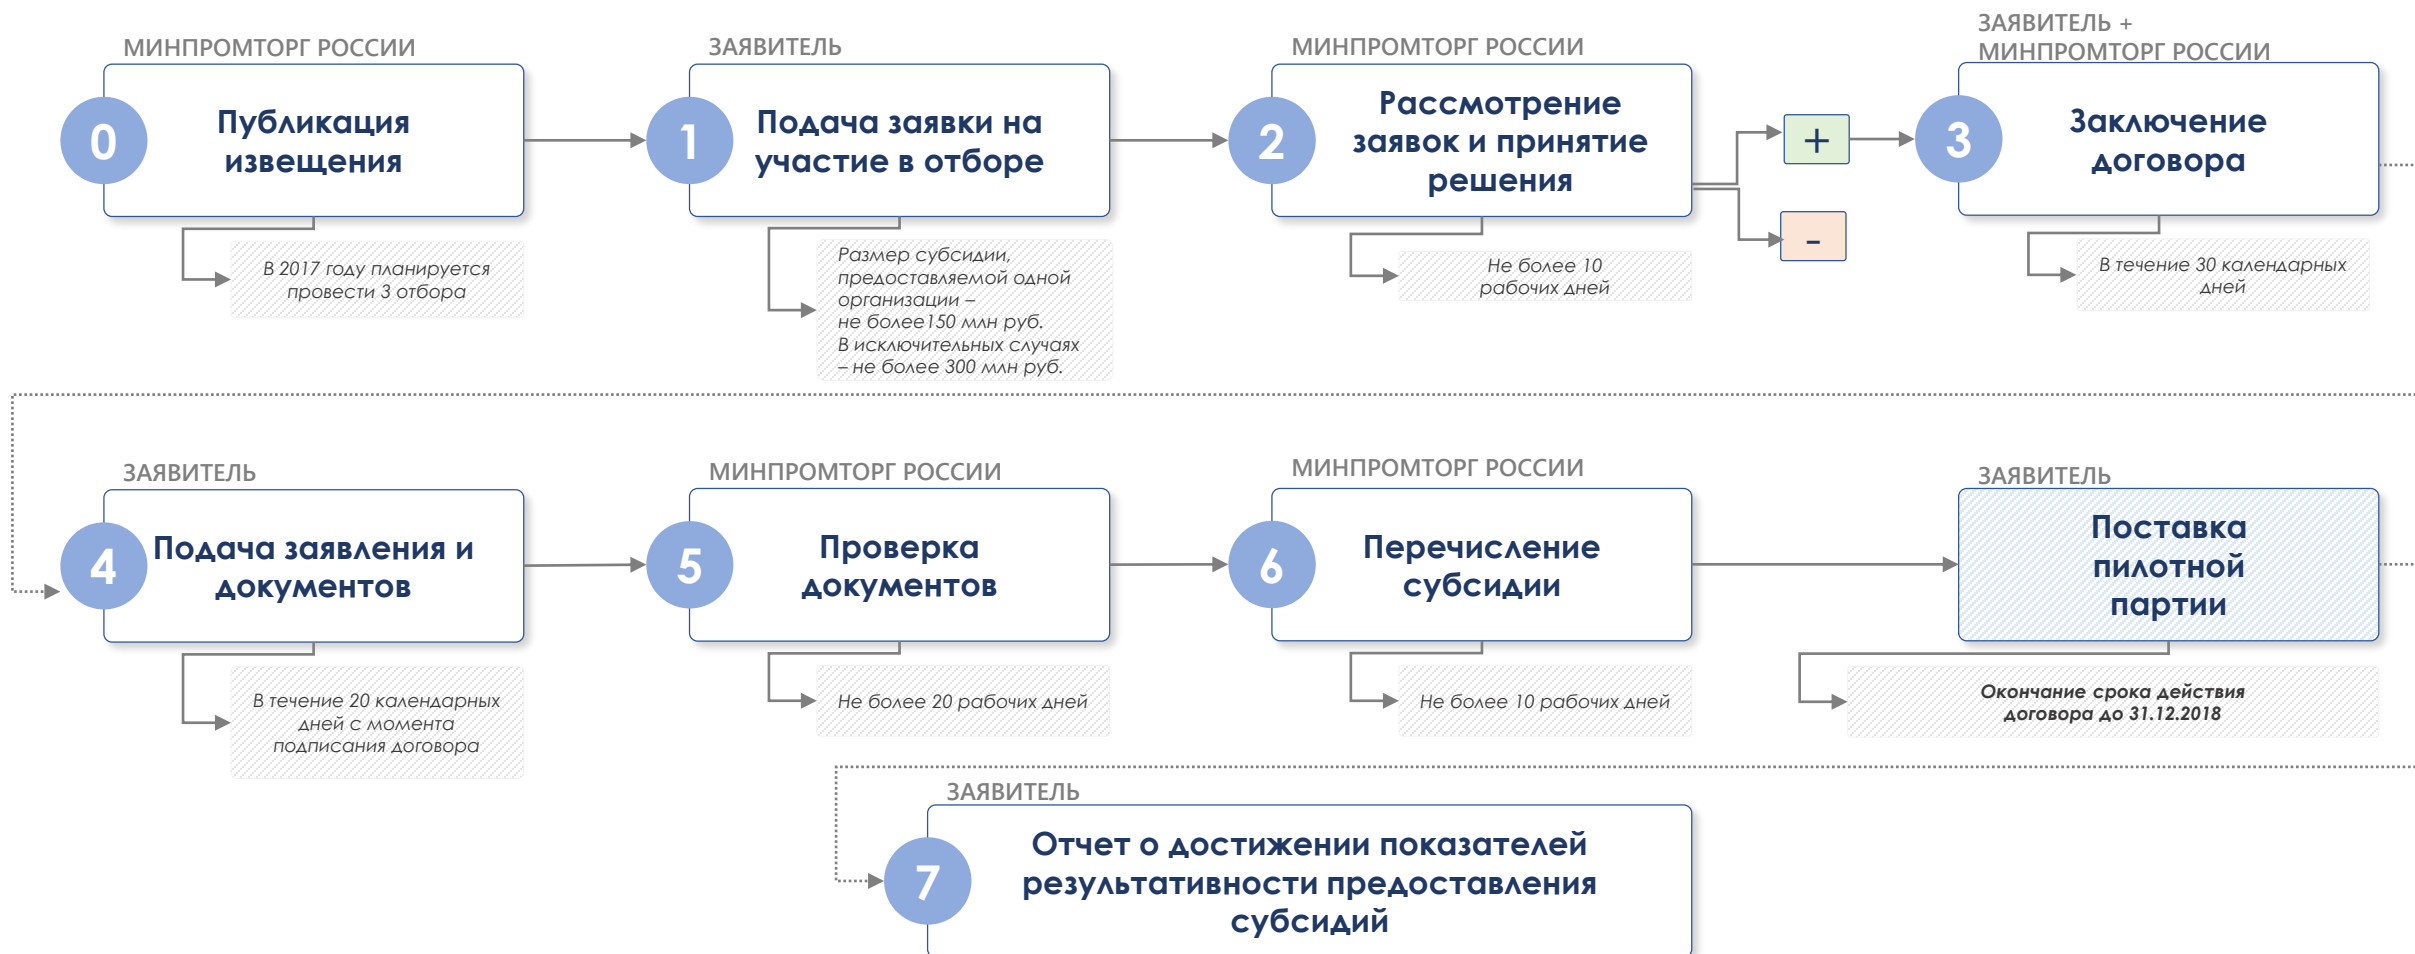 МИНПРОМТОРГ РОССИИ
0
Публикация
извещения
В 2017 году планируется
провести 3 отбора
ЗАЯВИТЕЛЬ
1
Подача заявки на
участие в отборе
Размер субсидии,
предоставляемой одной
организации –
не более150 млн руб.
В исключительных случаях
– не более 300 млн руб.
МИНПРОМТОРГ РОССИИ
2
Рассмотрение
заявок и принятие
решения
Не более 10
рабочих дней
+
-
ЗАЯВИТЕЛЬ +
МИНПРОМТОРГ РОССИИ
3
Заключение
договора
В течение 30 календарных
дней
ЗАЯВИТЕЛЬ
4
Подача заявления и
документов
В течение 20 календарных
дней с момента
подписания договора
МИНПРОМТОРГ РОССИИ
5
Проверка
документов
Не более 20 рабочих дней
МИНПРОМТОРГ РОССИИ
6
Перечисление
субсидии
Не более 10 рабочих дней
ЗАЯВИТЕЛЬ
Поставка
пилотной
партии
Окончание срока действия
договора до 31.12.2018
ЗАЯВИТЕЛЬ
7
Отчет о достижении показателей
результативности предоставления
субсидий